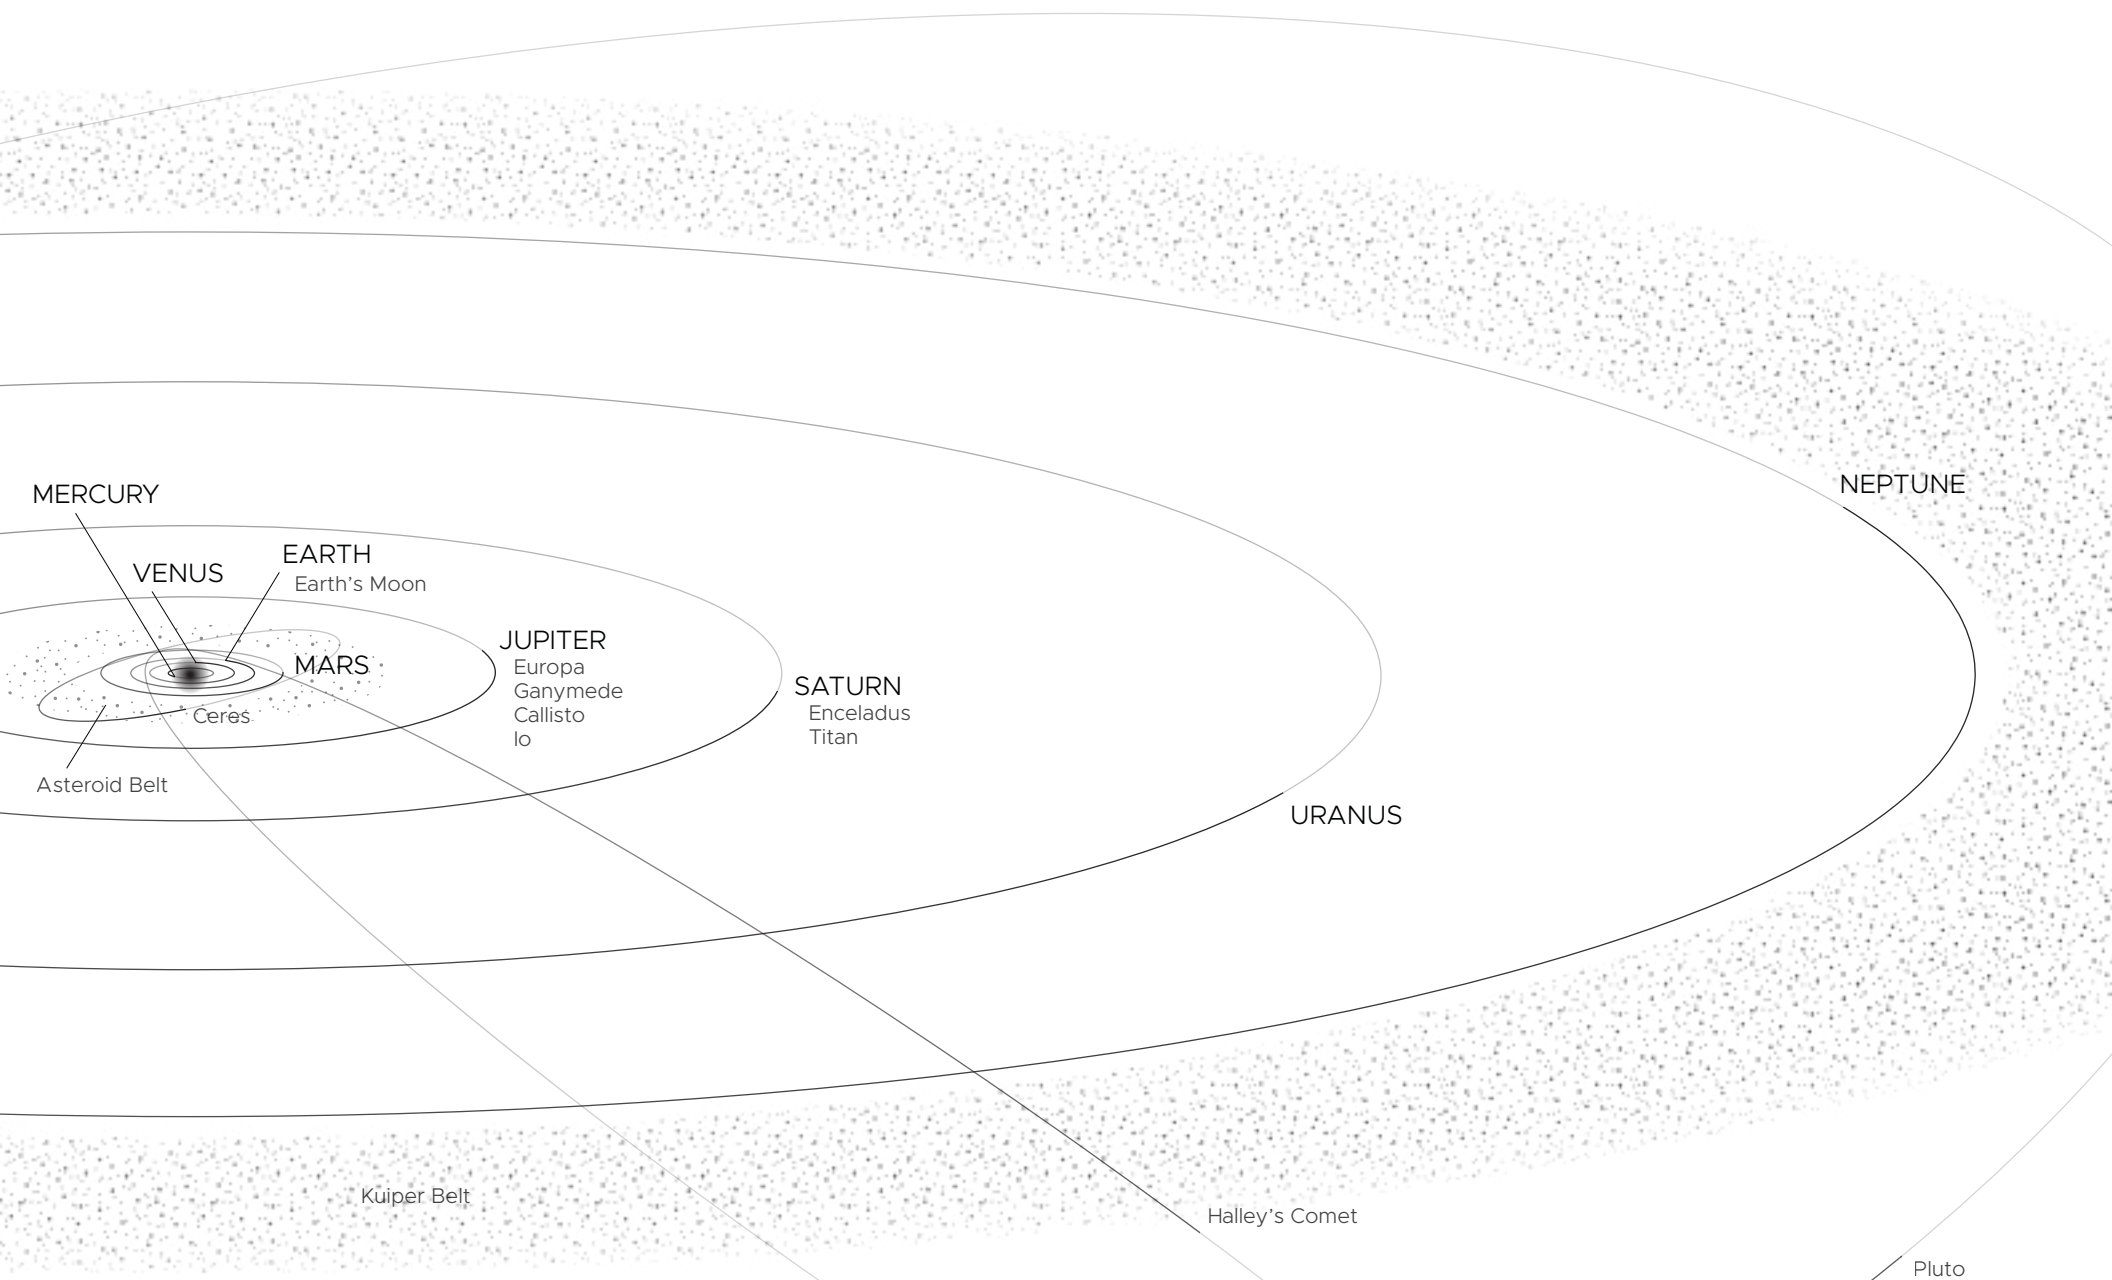 NEPTUNE
MERCURY
EARTH
VENUS
Earth's Moon
JUPITER
MARS
Europa
Ganymede
Callisto
Io
SATURN
Enceladus
Titan
Ceres
Asteroid Belt
URANUS
Kuiper Belt
Halley's Comet
Pluto